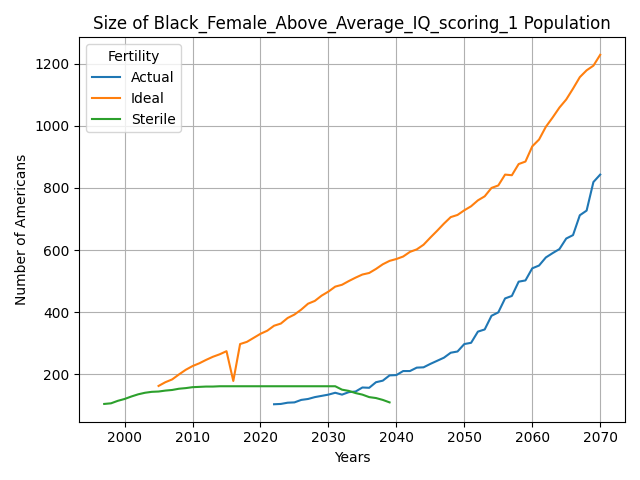 Size of Black_Female_Above_Average_IQ_scoring_1 Population
Fertility
Actual
Ideal
Sterile
Number of Americans
1200
1000
800
600
400
200
2000 2010 2020 2030 2040 2050 2060 2070
Years